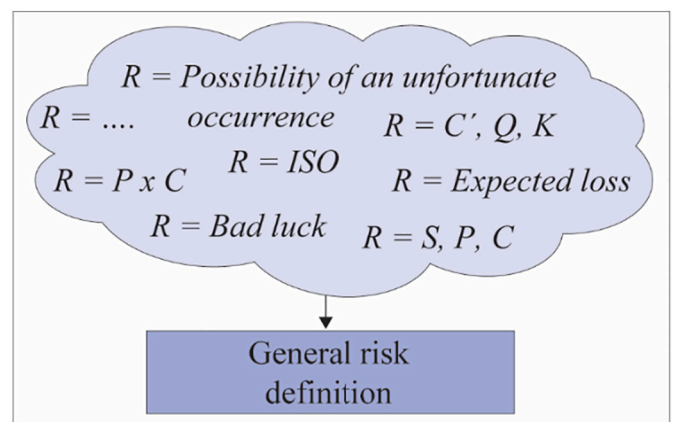 R = Possibility of an unfortunate
R = .... occurrence R = C´, Q, K
R = ISO
R = P x C R = Expected loss
R = Bad luck R = S, P, C
General risk
definition